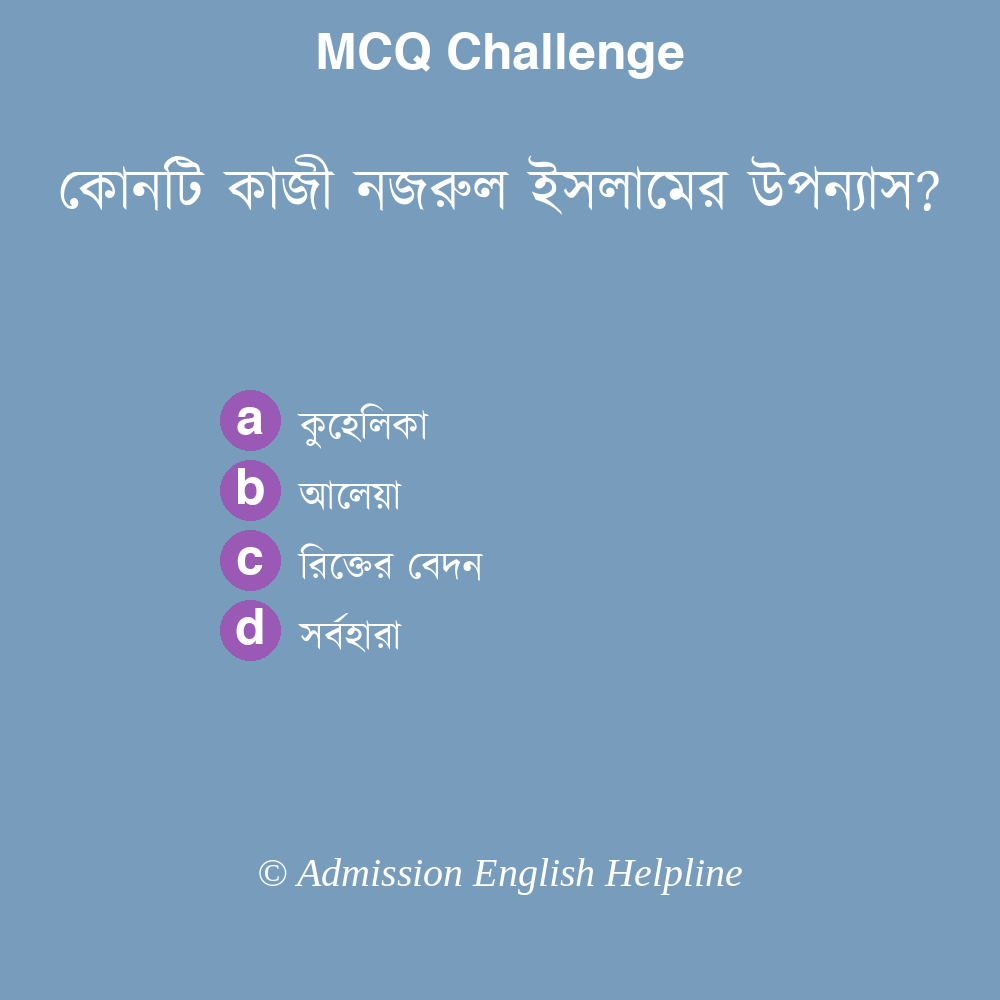 MCQ Challenge
কোনটি কাজী নজরুল ইসলামের উপন্যাস?
a কুহেলিকা
b আলেয়া
c রিক্তের বেদন
d সর্বহারা
© Admission English Helpline